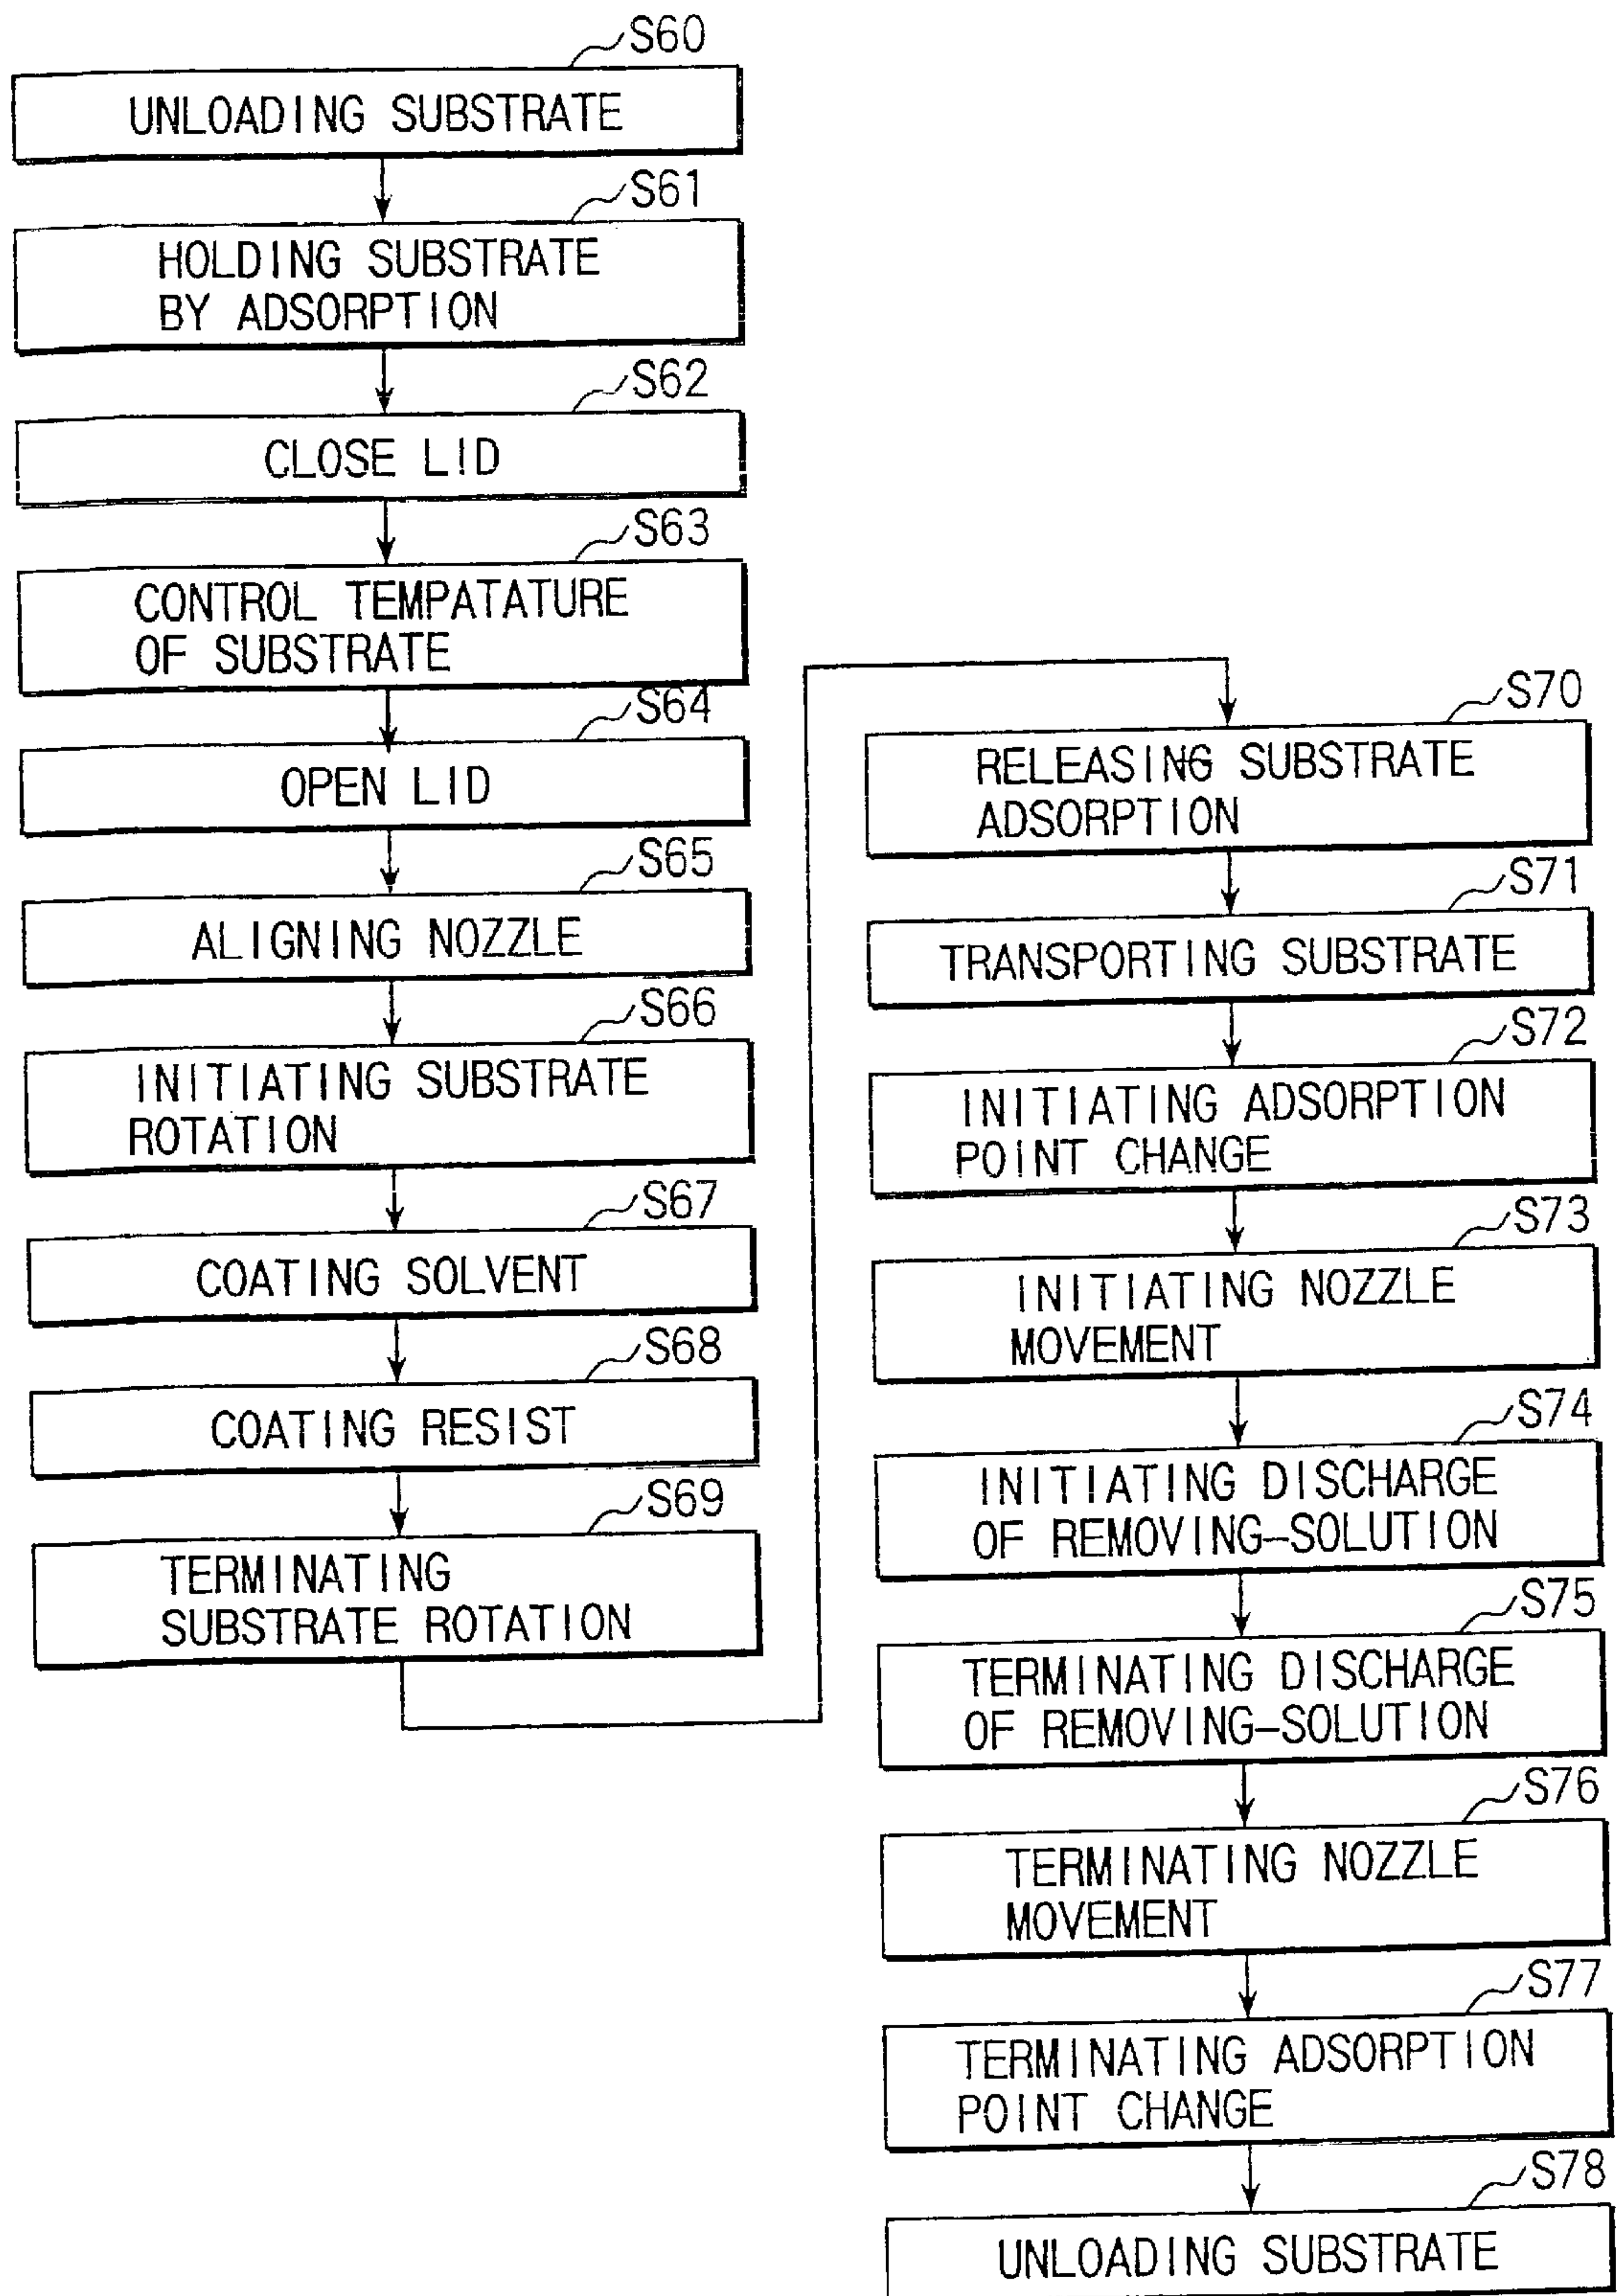 S60
UNLOADING SUBSTRATE
S61
HOLDING SUBSTRATE
BY ADSORPTION
S62
CLOSE LID
S63
CONTROL TEMPATATURE
OF SUBSTRATE
S64
OPEN LID
S65
ALIGNING NOZZLE
S66
INITIATING SUBSTRATE
ROTATION
S67
COATING SOLVENT
S68
COATING RESIST
S69
TERMINATING
SUBSTRATE ROTATION
S70
RELEASING SUBSTRATE
ADSORPTION
S71
TRANSPORTING SUBSTRATE
S72
INITIATING ADSORPTION
POINT CHANGE
S73
INITIATING NOZZLE
MOVEMENT
S74
INITIATING DISCHARGE
OF REMOVING-SOLUTION
S75
TERMINATING DISCHARGE
OF REMOVING-SOLUTION
S76
TERMINATING NOZZLE
MOVEMENT
S77
TERMINATING ADSORPTION
POINT CHANGE
S78
UNLOADING SUBSTRATE